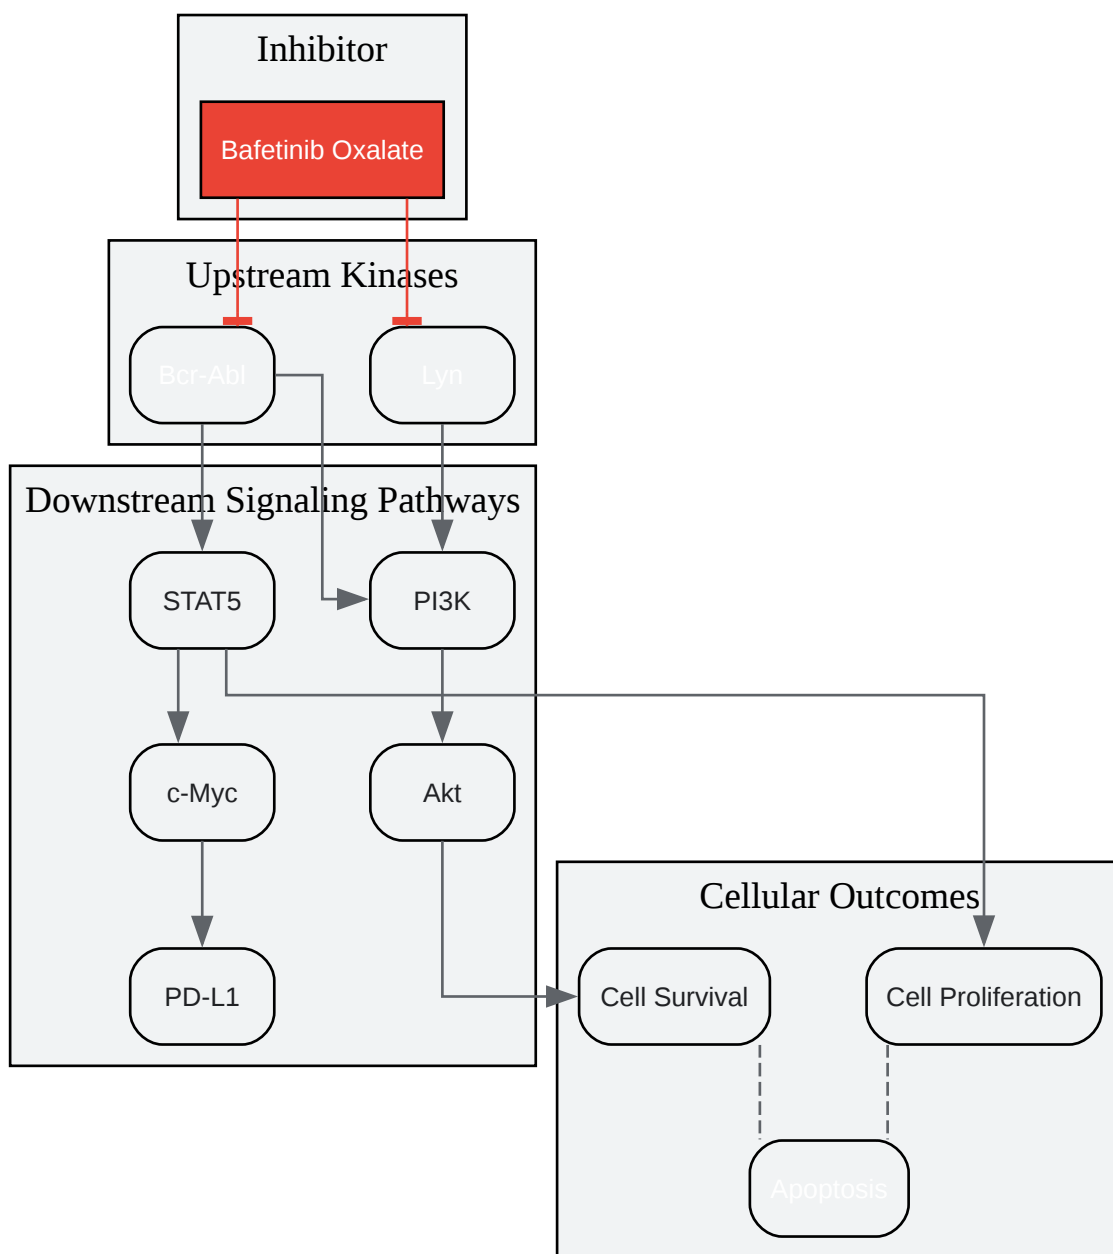 Inhibitor
Bafetinib Oxalate
Upstream Kinases
Bcr-Abl
Lyn
Downstream Signaling Pathways
STAT5
PI3K
c-Myc
Akt
Cellular Outcomes
PD-L1
Cell Survival
Cell Proliferation
Apoptosis